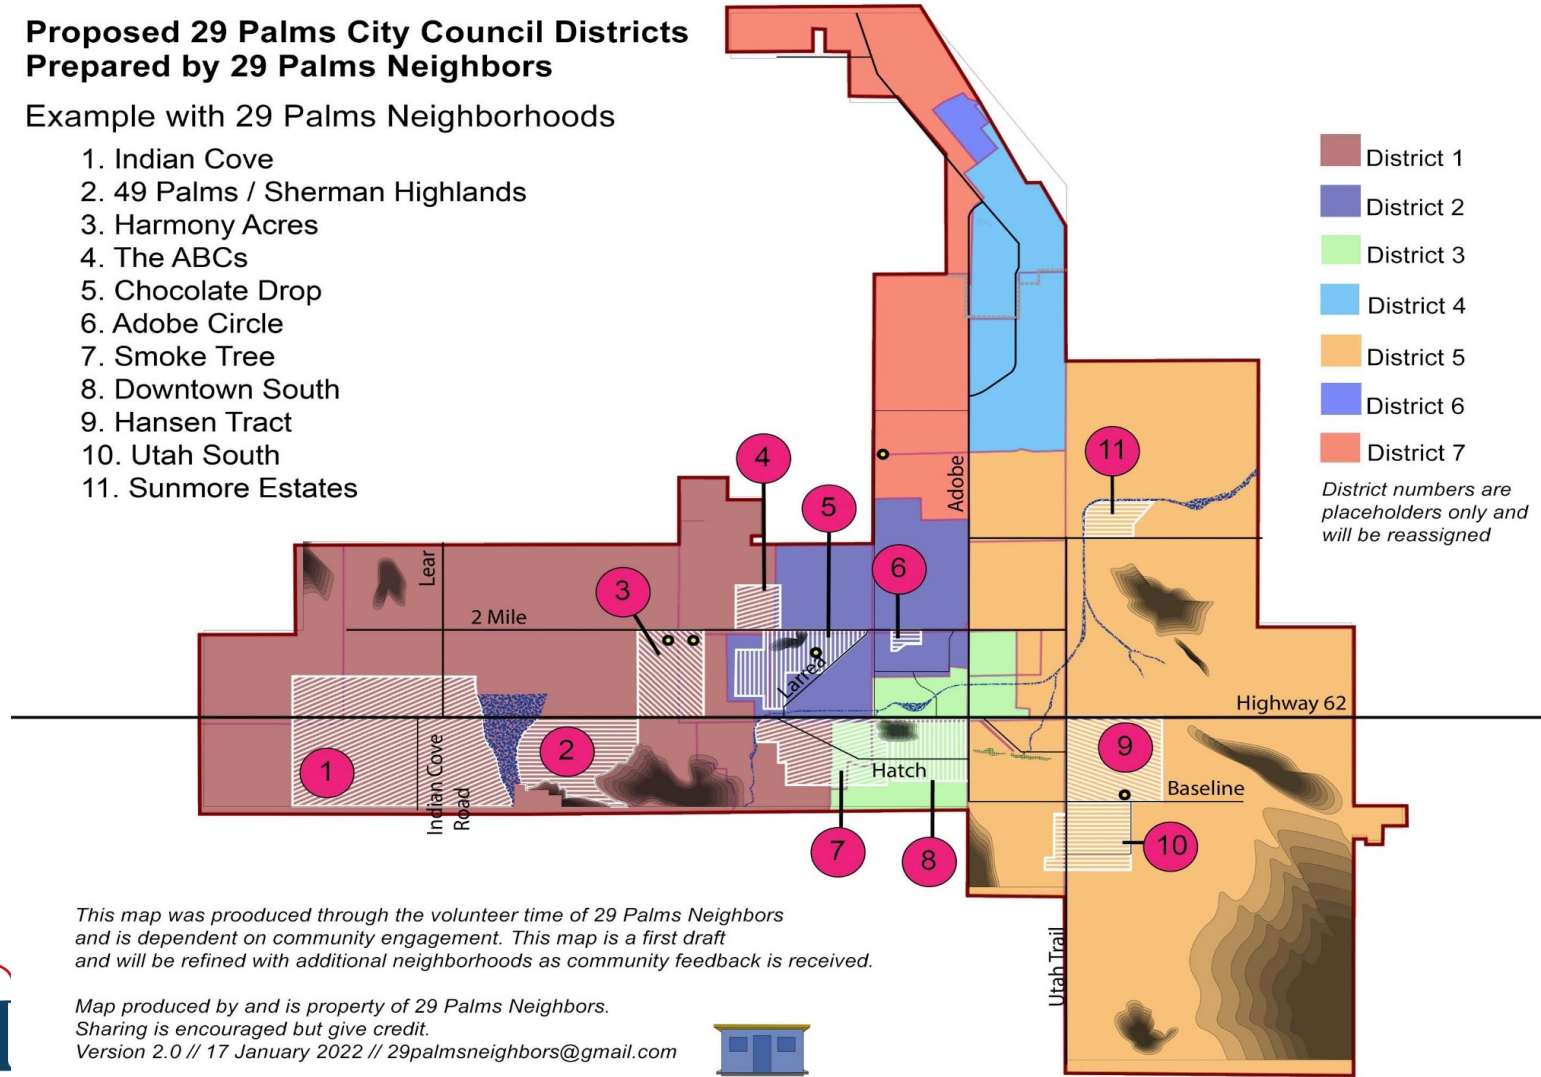 Proposed 29 Palms City Council Districts
Prepared by 29 Palms Neighbors
Example with 29 Palms Neighborhoods
1. Indian Cove
2. 49 Palms / Sherman Highlands
3. Harmony Acres
4. The ABCs
5. Chocolate Drop
6. Adobe Circle
7. Smoke Tree
8. Downtown South
9. Hansen Tract
10. Utah South
11. Sunmore Estates
District 1
District 2
District 3
District 4
District 5
District 6
District 7
District numbers are
placeholders only and
will be reassigned
4
11
Adobe
5
Lear
3
6
2 Mile
Larrea
Highway 62
1
2
9
Indian Cove
Road
Hatch
Baseline
7
8
10
Utah Trail
This map was prooduced through the volunteer time of 29 Palms Neighbors
and is dependent on community engagement. This map is a first draft
and will be refined with additional neighborhoods as community feedback is received.
Map produced by and is property of 29 Palms Neighbors.
Sharing is encouraged but give credit.
Version 2.0 // 17 January 2022 // 29palmsneighbors@gmail.com